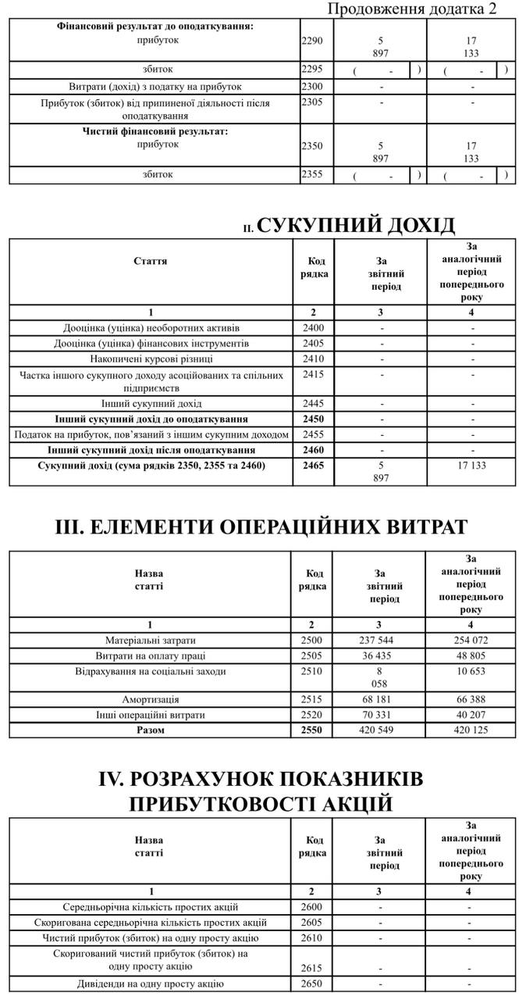 Продовження додатка 2
Фінансовий результат до оподаткування:
прибуток 2290 5 17
897 133
збиток 2295 ( - ) ( - )
Витрати (дохід) з податку на прибуток 2300 - -
Прибуток (збиток) від припиненої діяльності після 2305 - -
оподаткування
Чистий фінансовий результат:
прибуток 2350 5 17
897 133
збиток 2355 ( - ) ( - )
II. СУКУПНИЙ ДОХІД
За
Стаття Код За аналогічний
рядка звітний період
період попереднього
року
1 2 3 4
Дооцінка (уцінка) необоротних активів 2400 - -
Дооцінка (уцінка) фінансових інструментів 2405 - -
Накопичені курсові різниці 2410 - -
Частка іншого сукупного доходу асоційованих та спільних 2415 - -
підприємств
Інший сукупний дохід 2445 - -
Інший сукупний дохід до оподаткування 2450 - -
Податок на прибуток, пов’язаний з іншим сукупним доходом 2455 - -
Інший сукупний дохід після оподаткування 2460 - -
Сукупний дохід (сума рядків 2350, 2355 та 2460) 2465 5 17 133
897
III. ЕЛЕМЕНТИ ОПЕРАЦІЙНИХ ВИТРАТ
За
Назва Код За аналогічний
статті рядка звітний період
період попереднього
року
1 2 3 4
Матеріальні затрати 2500 237 544 254 072
Витрати на оплату праці 2505 36 435 48 805
Відрахування на соціальні заходи 2510 8 10 653
058
Амортизація 2515 68 181 66 388
Інші операційні витрати 2520 70 331 40 207
Разом 2550 420 549 420 125
IV. РОЗРАХУНОК ПОКАЗНИКІВ
ПРИБУТКОВОСТІ АКЦІЙ
За
Назва Код За аналогічний
статті рядка звітний період
період попереднього
року
1 2 3 4
Середньорічна кількість простих акцій 2600 - -
Скоригована середньорічна кількість простих акцій 2605 - -
Чистий прибуток (збиток) на одну просту акцію 2610 - -
Скоригований чистий прибуток (збиток) на
одну просту акцію 2615 - -
Дивіденди на одну просту акцію 2650 - -